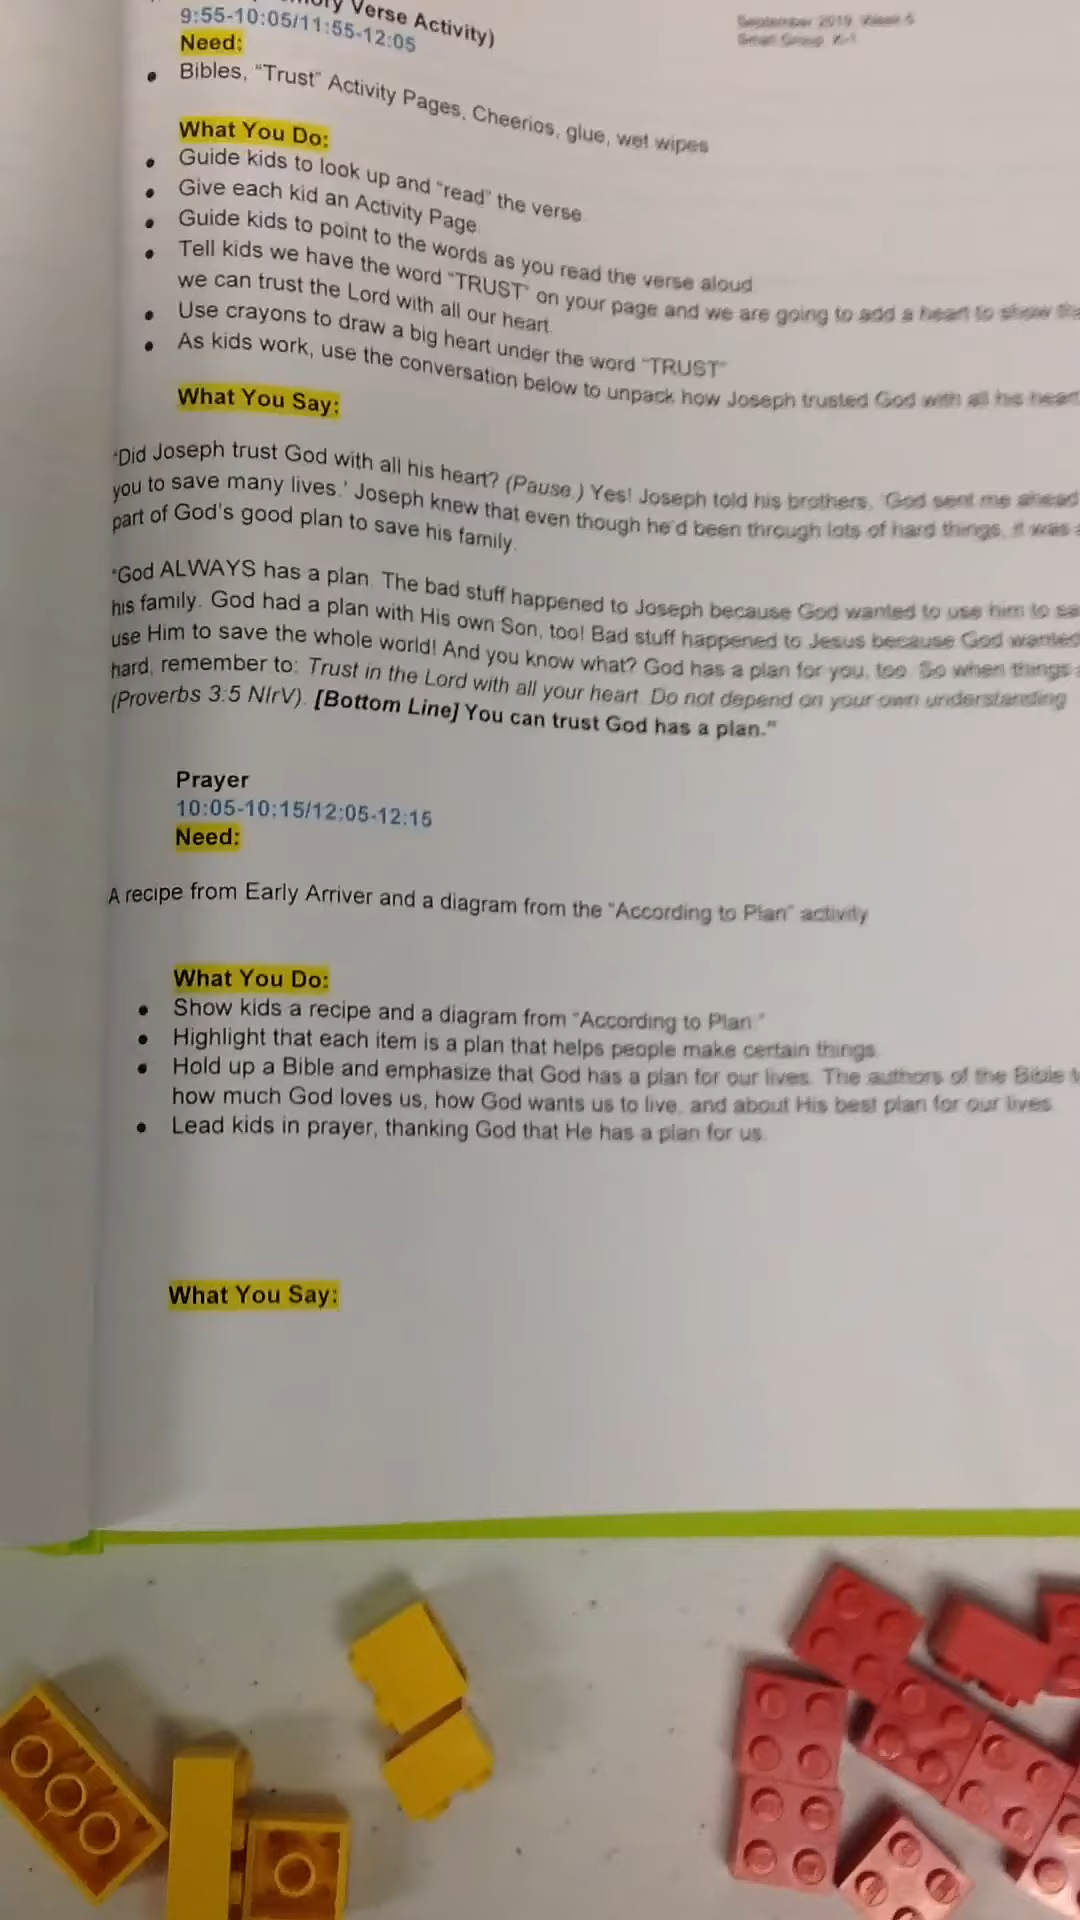 September 2019 Week 5
Small Group K-1
Verse Activity)
9:55-10:05/11:55-12:05
Need:
Bibles, “Trust” Activity Pages, Cheerios, glue, wet wipes
What You Do:
Guide kids to look up and “read” the verse.
Give each kid an Activity Page.
Guide kids to point to the words as you read the verse aloud
Tell kids we have the word “TRUST” on your page and we are going to add a heart to show
we can trust the Lord with all our heart.
Use crayons to draw a big heart under the word “TRUST”
As kids work, use the conversation below to unpack how Joseph trusted God with all his heart
What You Say:
“Did Joseph trust God with all his heart? (Pause.) Yes! Joseph told his brothers, ‘God sent me ahead
you to save many lives.’ Joseph knew that even though he’d been through lots of hard things, it was
part of God's good plan to save his family.
“God ALWAYS has a plan. The bad stuff happened to Joseph because God wanted to use him to
his family. God had a plan with His own Son, too! Bad stuff happened to Jesus because God wanted
use Him to save the whole world! And you know what? God has a plan for you, too. So when things
hard, remember to: Trust in the Lord with all your heart. Do not depend on your own understanding
(Proverbs 3:5 NIrV). [Bottom Line] You can trust God has a plan.”
Prayer
10:05-10:15/12:05-12:15
Need:
A recipe from Early Arriver and a diagram from the “According to Plan” activity
What You Do:
Show kids a recipe and a diagram from “According to Plan.”
Highlight that each item is a plan that helps people make certain things.
Hold up a Bible and emphasize that God has a plan for our lives. The authors of the Bible
how much God loves us, how God wants us to live, and about His best plan for our lives.
Lead kids in prayer, thanking God that He has a plan for us.
What You Say: